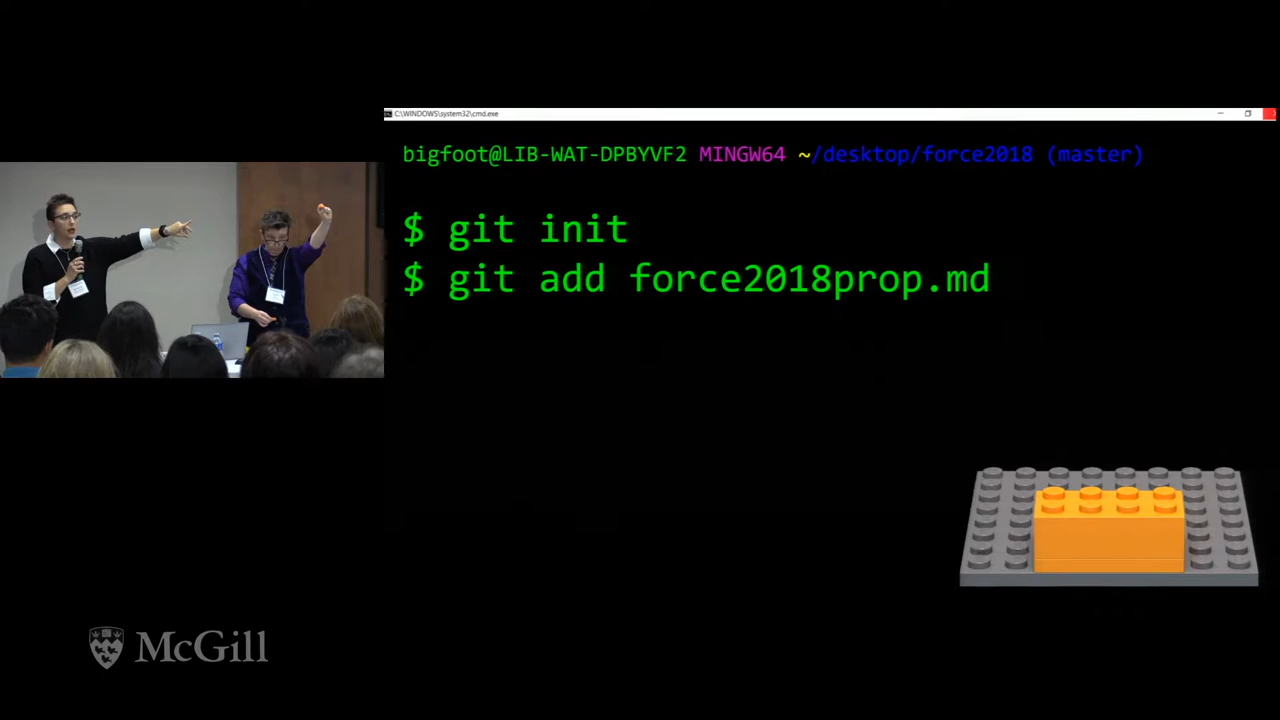 C:\WINDOWS\system32\cmd.exe
bigfoot@LIB-WAT-DPBYVF2 MINGW64 ~/desktop/force2018 (master)
$ git init
$ git add force2018prop.md
McGill